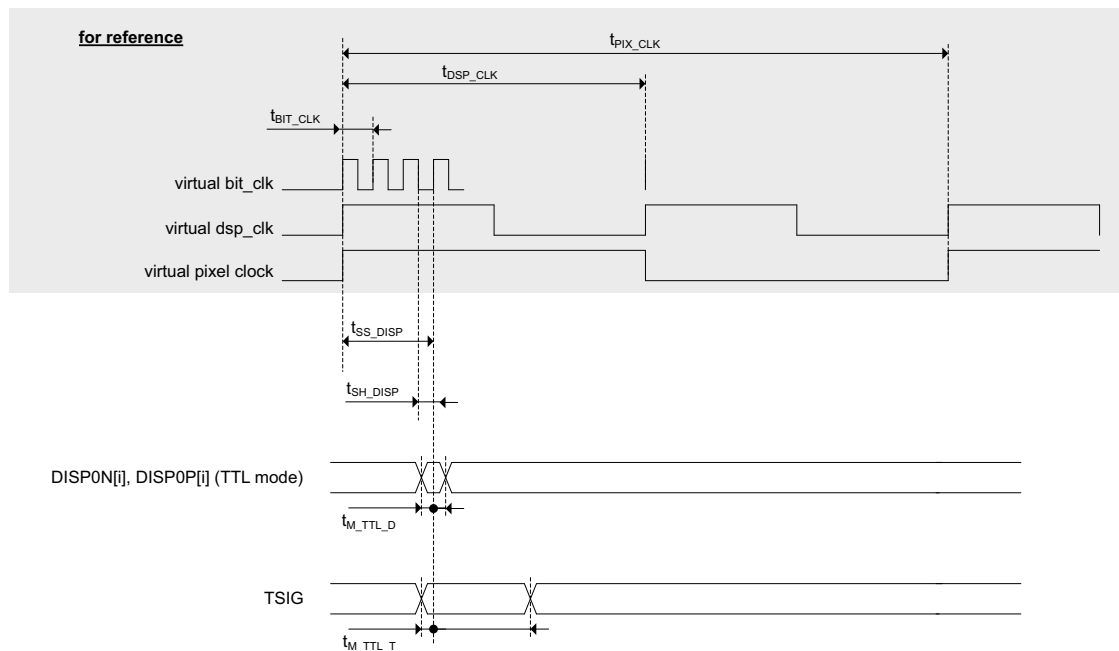 for reference
tPIX_CLK
tDSP_CLK
tBIT_CLK
virtual bit_clk
virtual dsp_clk
virtual pixel clock
tSS_DISP
tSH_DISP
DISP0N[i], DISP0P[i] (TTL mode)
tM_TTL_D
TSIG
tM_TTL_T